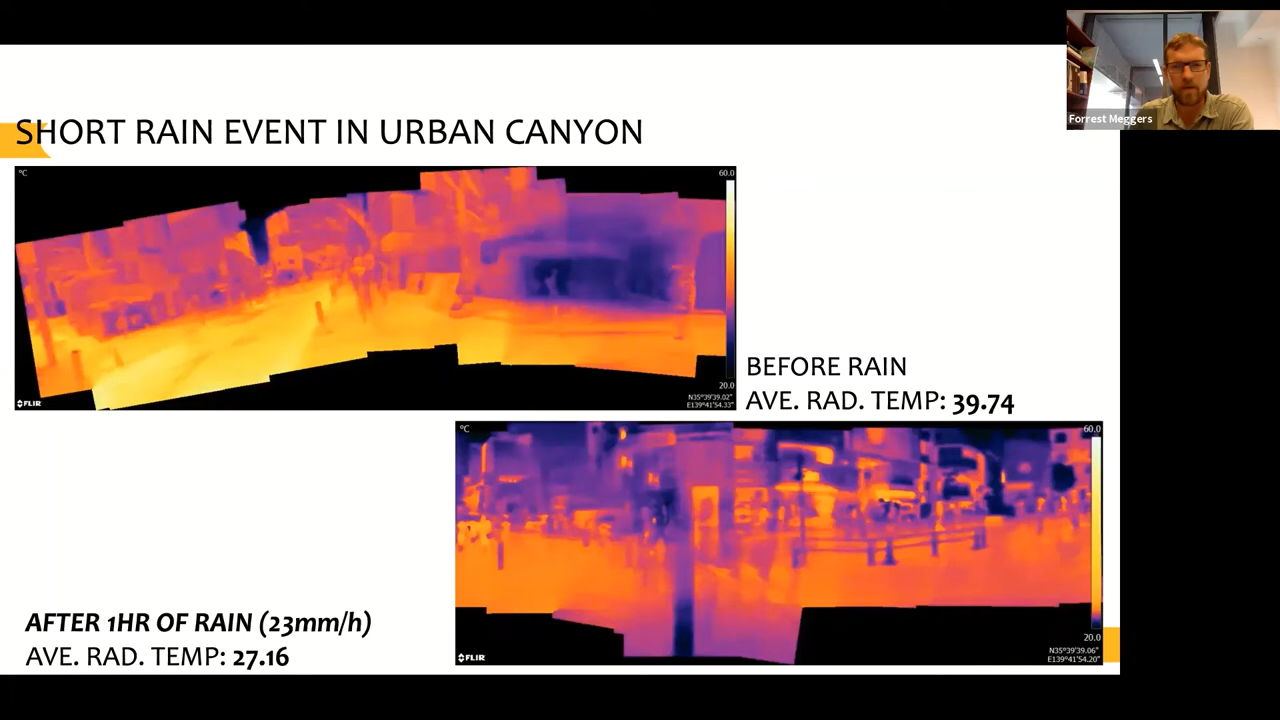 Forrest Meggers
SHORT RAIN EVENT IN URBAN CANYON
°C
60.0
20.0
N35°39'39.02"
E139°41'54.33"
FLIR
BEFORE RAIN
AVE. RAD. TEMP: 39.74
°C
60.0
20.0
N35°39'39.06"
E139°41'54.20"
FLIR
AFTER 1HR OF RAIN (23mm/h)
AVE. RAD. TEMP: 27.16